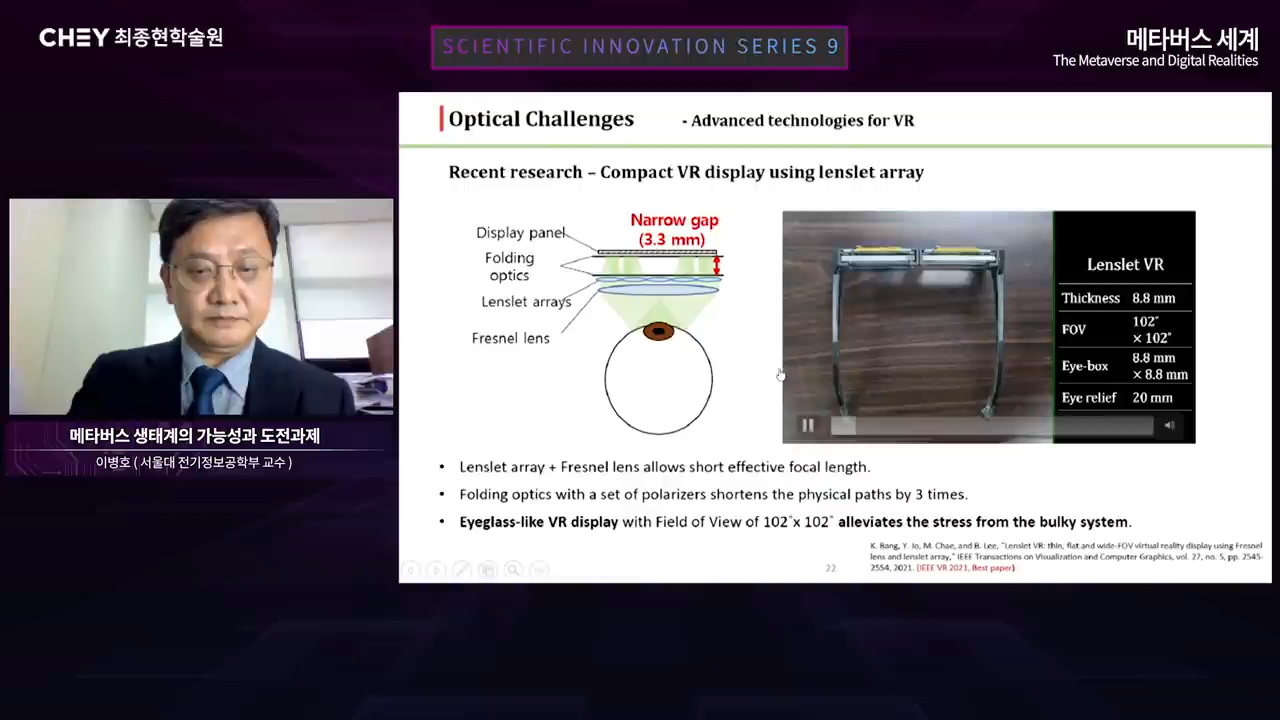 CHEY 최종현학술원
SCIENTIFIC INNOVATION SERIES 9
메타버스 세계
The Metaverse and Digital Realities
Optical Challenges - Advanced technologies for VR
Recent research – Compact VR display using lenslet array
Narrow gap
(3.3 mm)
Display panel
Folding
optics
Lenslet arrays
Fresnel lens
Lenslet VR
Thickness 8.8 mm
FOV 102˚
× 102˚
Eye-box 8.8 mm
× 8.8 mm
Eye relief 20 mm
메타버스 생태계의 가능성과 도전과제
이병호 ( 서울대 전기정보공학부 교수 )
• Lenslet array + Fresnel lens allows short effective focal length.
• Folding optics with a set of polarizers shortens the physical paths by 3 times.
• Eyeglass-like VR display with Field of View of 102˚x 102˚ alleviates the stress from the bulky system.
K. Bang, Y. Jo, M. Chae, and B. Lee, "Lenslet VR: thin, flat and wide-FOV virtual reality display using Fresnel
lens and lenslet array," IEEE Transactions on Visualization and Computer Graphics, vol. 27, no. 5, pp. 2545-
2554, 2021. (IEEE VR 2021, Best paper)
22